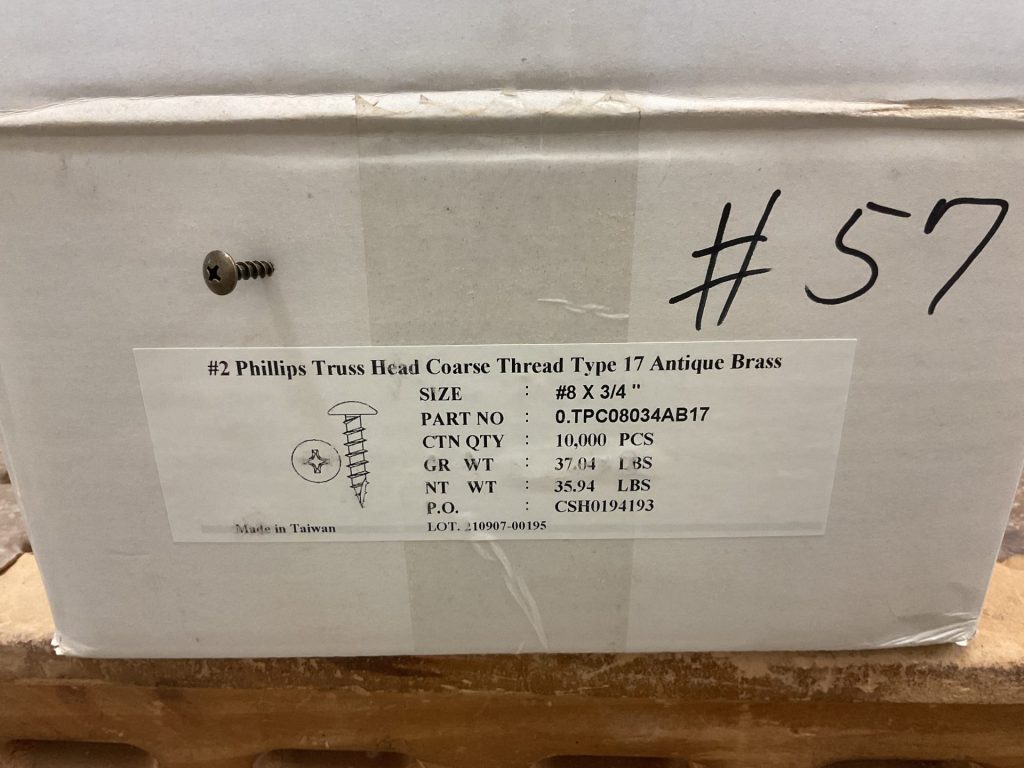 # 57
#2 Phillips Truss Head Coarse Thread Type 17 Antique Brass
SIZE : #8 X 3/4 "
PART NO : 0.TPC08034AB17
CTN QTY : 10,000 PCS
GR WT : 37.04 LBS
NT WT : 35.94 LBS
P.O. : CSH0194193
Made in Taiwan LOT. 210907-00195